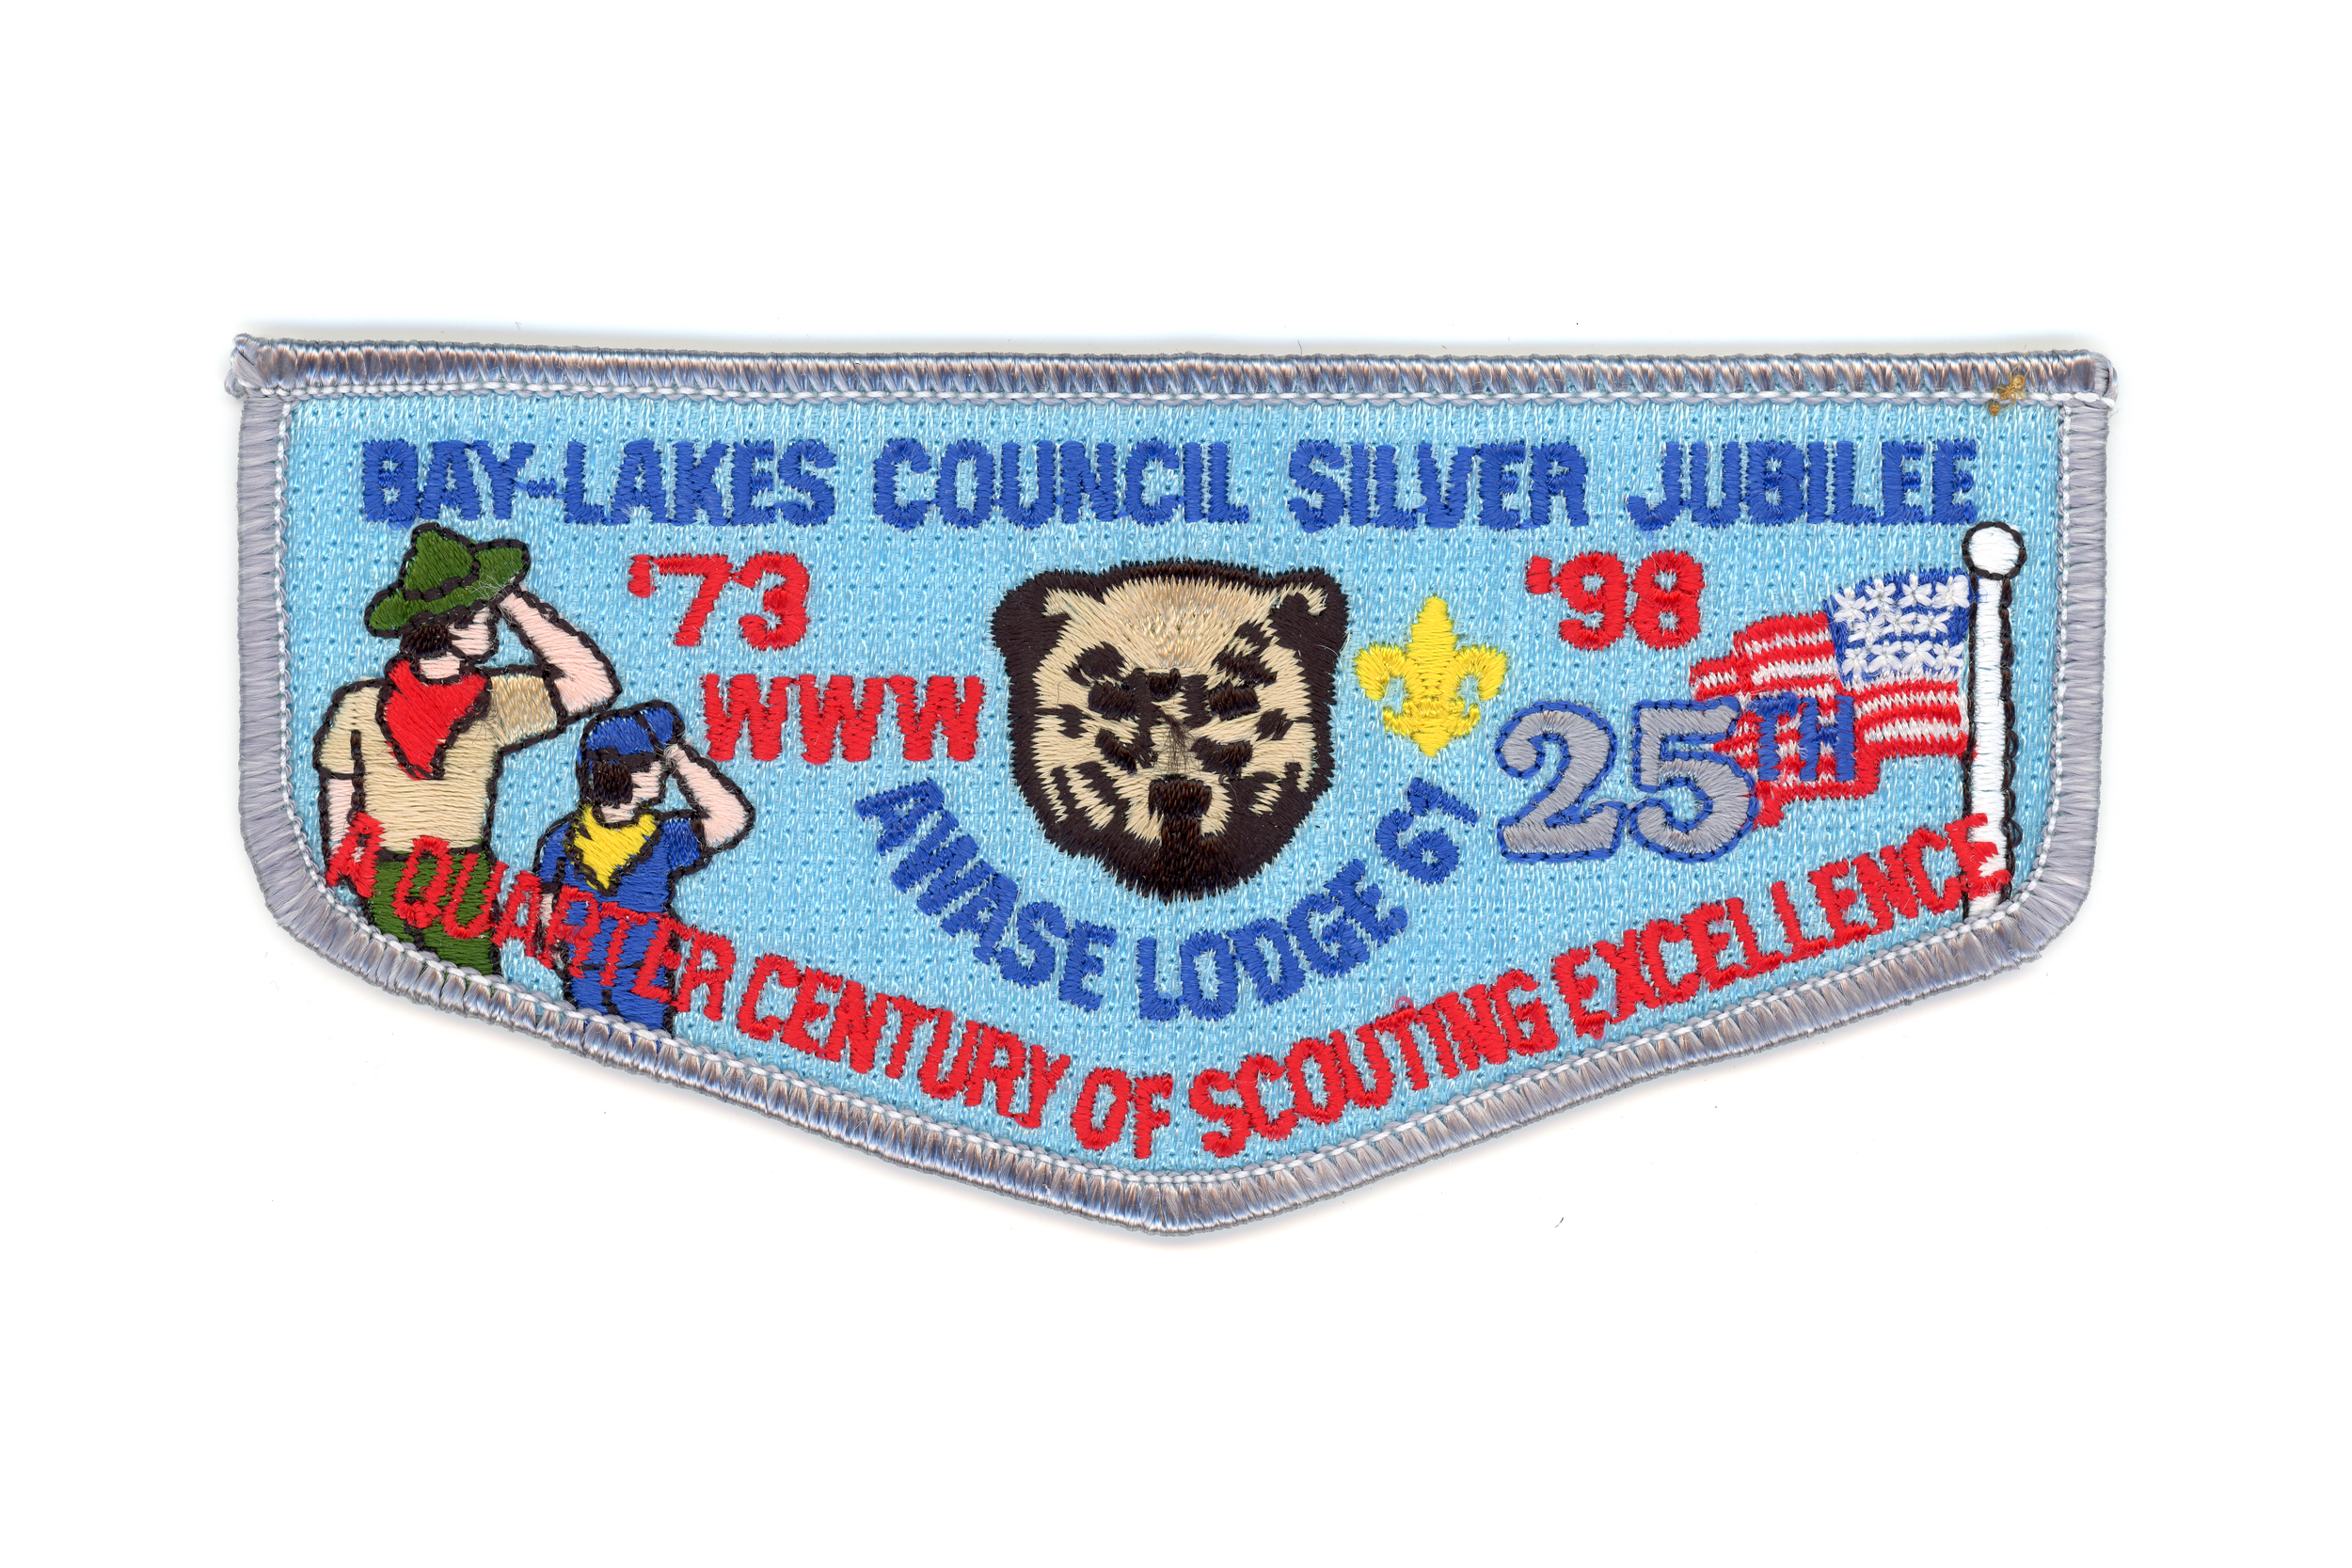 BAY-LAKES COUNCIL SILVER JUBILEE
'73 '98
WWW
25TH
AWASE LODGE 61
A QUARTER CENTURY OF SCOUTING EXCELLENCE